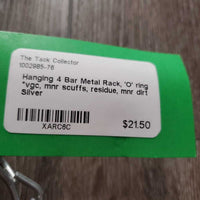 The Tack Collector
1002985-76
Hanging 4 Bar Metal Rack, 'O' ring
*vgc, mnr scuffs, residue, mnr dirt
Silver
XARC6C
$21.50